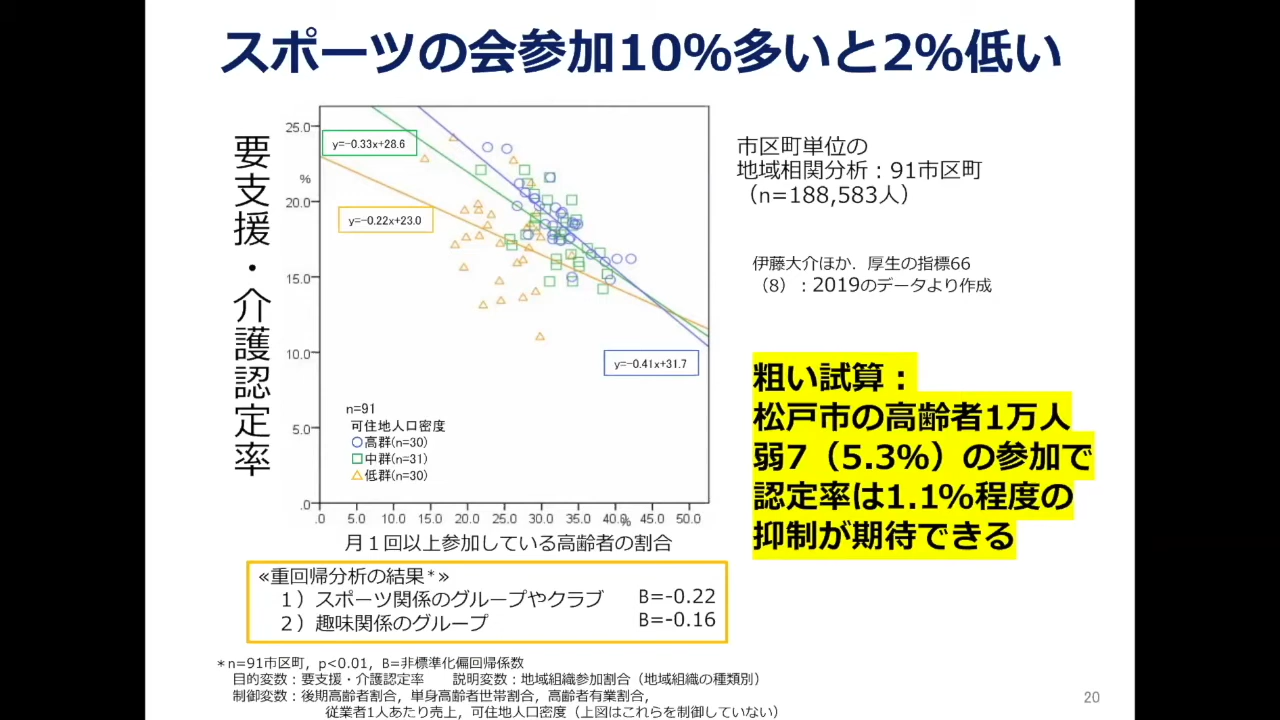 スポーツの会参加10%多いと2%低い
要支援・介護認定率
%
25.0
20.0
15.0
10.0
5.0
.0
y=-0.33x+28.6
y=-0.22x+23.0
y=-0.41x+31.7
n=91
可住地人口密度
高群(n=30)
中群(n=31)
低群(n=30)
.0 5.0 10.0 15.0 20.0 25.0 30.0 35.0 40.0 45.0 50.0
%
月1回以上参加している高齢者の割合
市区町単位の
地域相関分析:91市区町
(n=188,583人)
伊藤大介ほか.厚生の指標66
(8):2019のデータより作成
粗い試算:
松戸市の高齢者1万人
弱7(5.3%)の参加で
認定率は1.1%程度の
抑制が期待できる
≪重回帰分析の結果*≫
1)スポーツ関係のグループやクラブ B=-0.22
2)趣味関係のグループ B=-0.16
*n=91市区町,p<0.01,B=非標準化偏回帰係数
目的変数:要支援・介護認定率 説明変数:地域組織参加割合(地域組織の種類別)
制御変数:後期高齢者割合,単身高齢者世帯割合,高齢者有業割合,
従業者1人あたり売上,可住地人口密度(上図はこれらを制御していない)
20